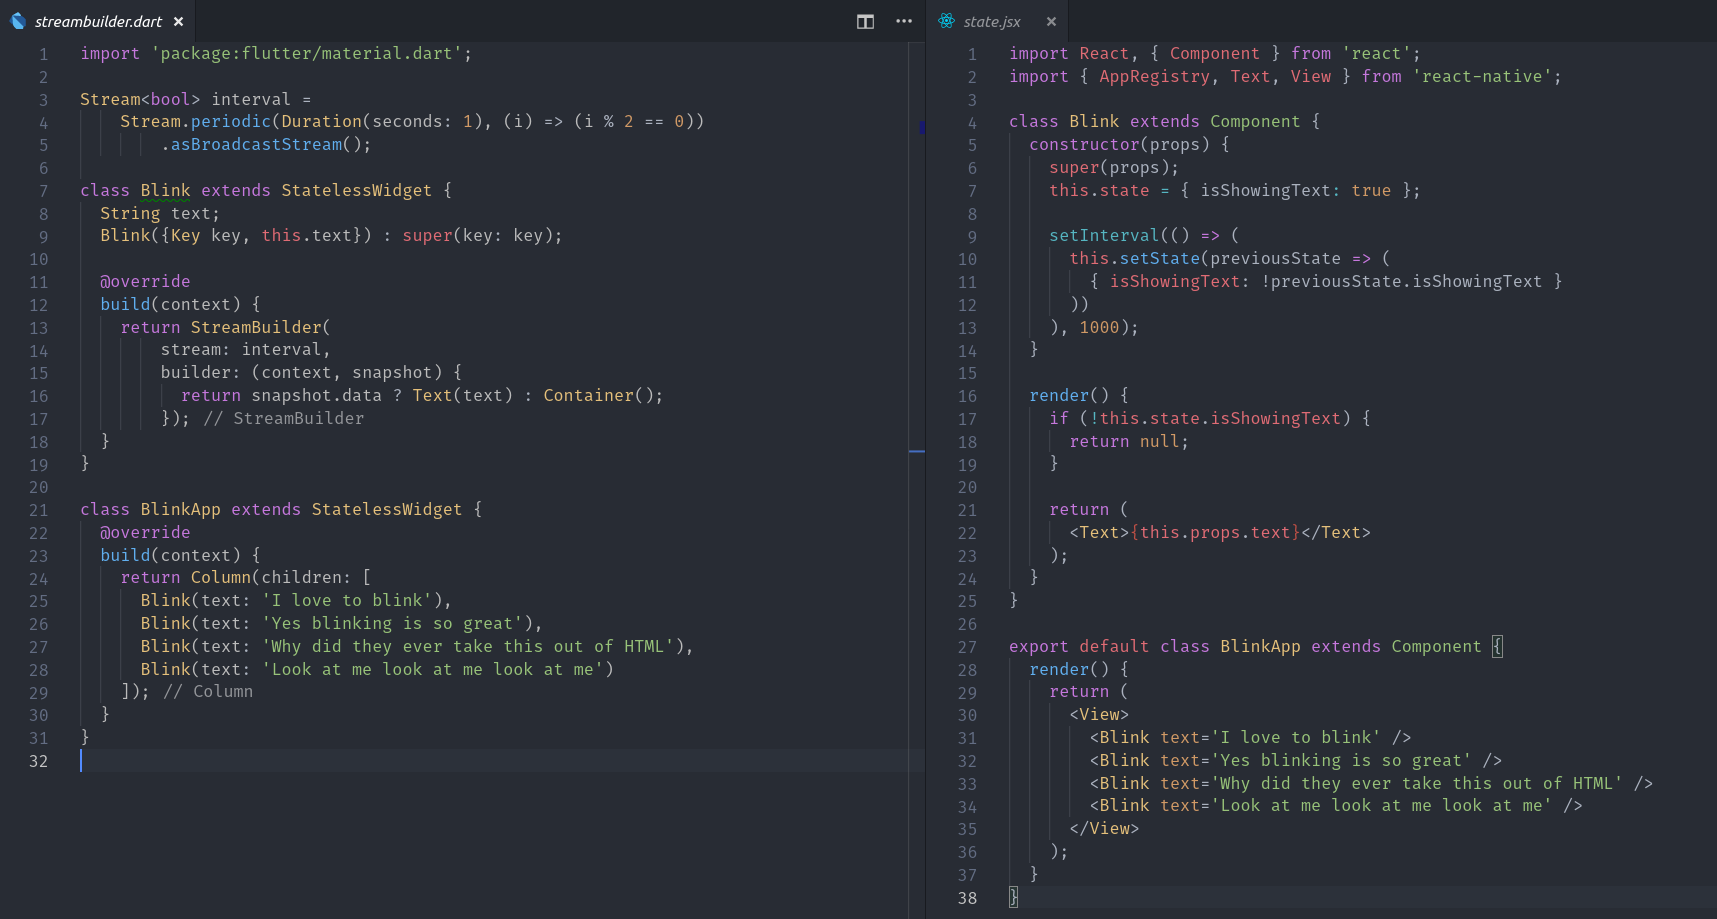 streambuilder.dart
1 import 'package:flutter/material.dart';
2
3 Stream<bool> interval =
4     Stream.periodic(Duration(seconds: 1), (i) => (i % 2 == 0))
5         .asBroadcastStream();
6
7 class Blink extends StatelessWidget {
8   String text;
9   Blink({Key key, this.text}) : super(key: key);
10
11   @override
12   build(context) {
13     return StreamBuilder(
14         stream: interval,
15         builder: (context, snapshot) {
16           return snapshot.data ? Text(text) : Container();
17         }); // StreamBuilder
18   }
19 }
20
21 class BlinkApp extends StatelessWidget {
22   @override
23   build(context) {
24     return Column(children: [
25       Blink(text: 'I love to blink'),
26       Blink(text: 'Yes blinking is so great'),
27       Blink(text: 'Why did they ever take this out of HTML'),
28       Blink(text: 'Look at me look at me look at me')
29     ]); // Column
30   }
31 }
32
state.jsx
1 import React, { Component } from 'react';
2 import { AppRegistry, Text, View } from 'react-native';
3
4 class Blink extends Component {
5   constructor(props) {
6     super(props);
7     this.state = { isShowingText: true };
8
9     setInterval(() => (
10       this.setState(previousState => (
11         { isShowingText: !previousState.isShowingText }
12       ))
13     ), 1000);
14   }
15
16   render() {
17     if (!this.state.isShowingText) {
18       return null;
19     }
20
21     return (
22       <Text>{this.props.text}</Text>
23     );
24   }
25 }
26
27 export default class BlinkApp extends Component {
28   render() {
29     return (
30       <View>
31         <Blink text='I love to blink' />
32         <Blink text='Yes blinking is so great' />
33         <Blink text='Why did they ever take this out of HTML' />
34         <Blink text='Look at me look at me look at me' />
35       </View>
36     );
37   }
38 }